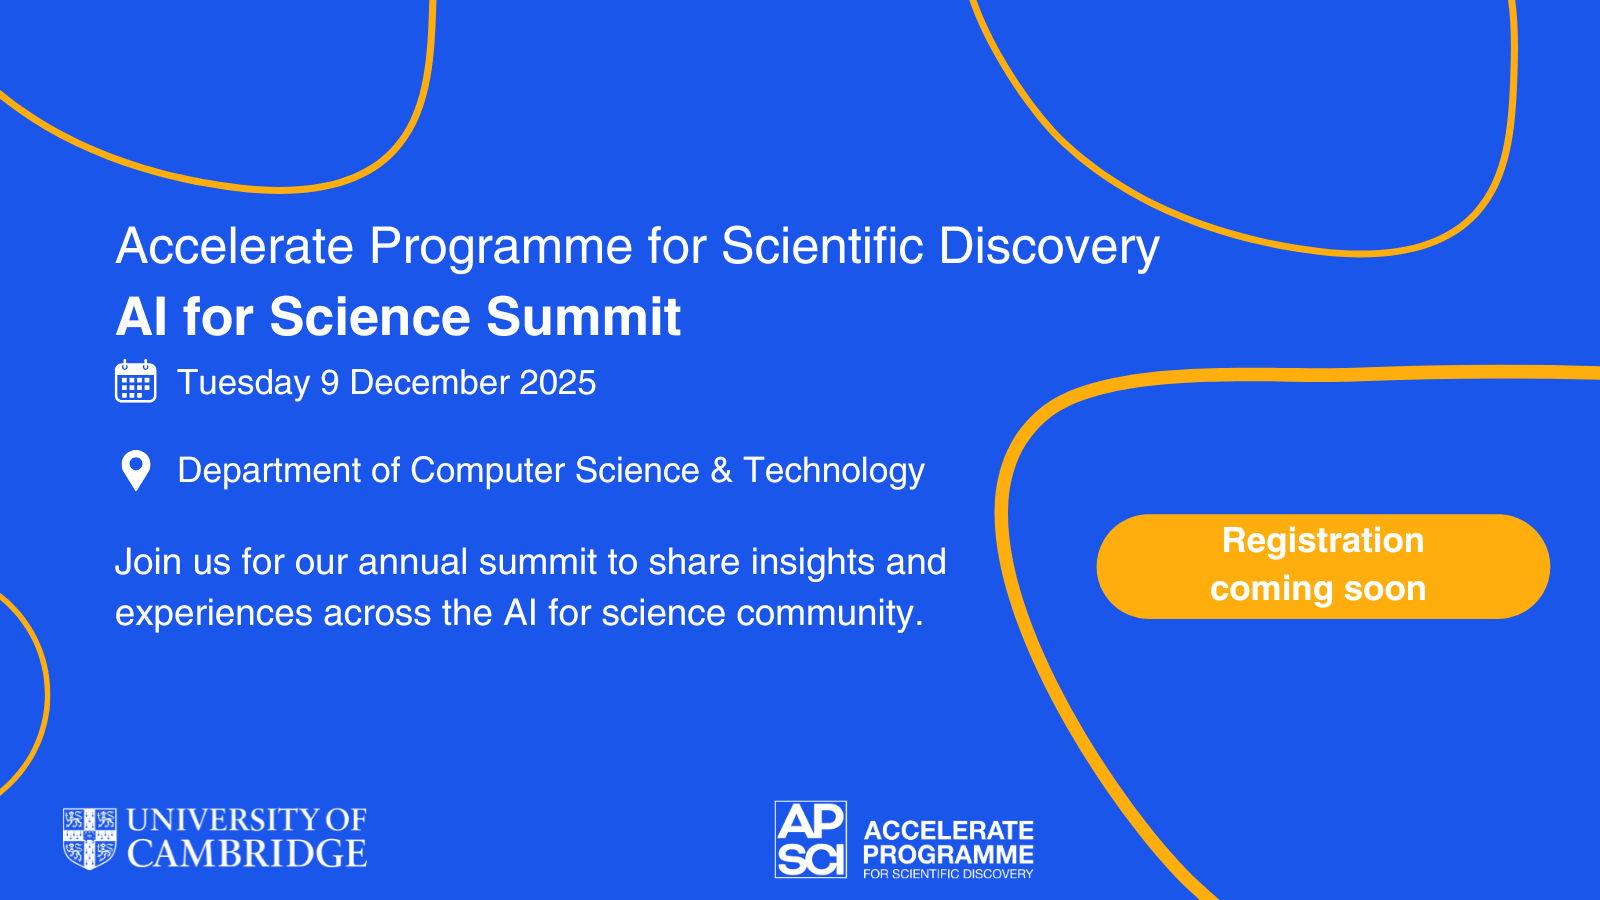 Accelerate Programme for Scientific Discovery
AI for Science Summit
Tuesday 9 December 2025
Department of Computer Science & Technology
Join us for our annual summit to share insights and
experiences across the AI for science community.
Registration
coming soon
UNIVERSITY OF
CAMBRIDGE
AP
SCI
ACCELERATE
PROGRAMME
FOR SCIENTIFIC DISCOVERY